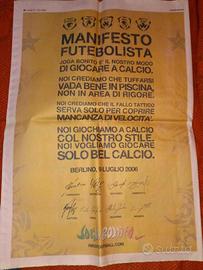 MANIFESTO
FUTEBOLISTA
JOGA BONITO E' IL NOSTRO MODO
DI GIOCARE A CALCIO.
NOI CREDIAMO CHE TUFFARSI
VADA BENE IN PISCINA,
NON IN AREA DI RIGORE.
NOI CREDIAMO CHE IL FALLO TATTICO
SERVA SOLO PER COPRIRE
MANCANZA DI VELOCITA'.
NOI GIOCHIAMO A CALCIO
COL NOSTRO STILE.
NOI VOGLIAMO GIOCARE
SOLO BEL CALCIO.
BERLINO, 9 LUGLIO 2006
Joga Bonito